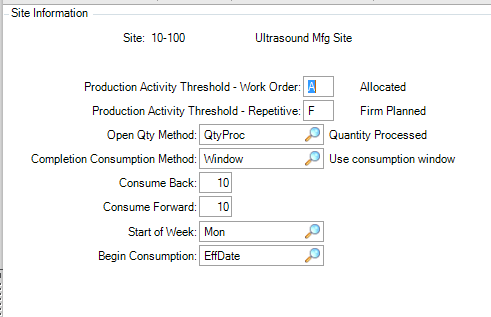 Site Information
Site: 10-100 Ultrasound Mfg Site
Production Activity Threshold - Work Order: A Allocated
Production Activity Threshold - Repetitive: F Firm Planned
Open Qty Method: QtyProc Quantity Processed
Completion Consumption Method: Window Use consumption window
Consume Back: 10
Consume Forward: 10
Start of Week: Mon
Begin Consumption: EffDate